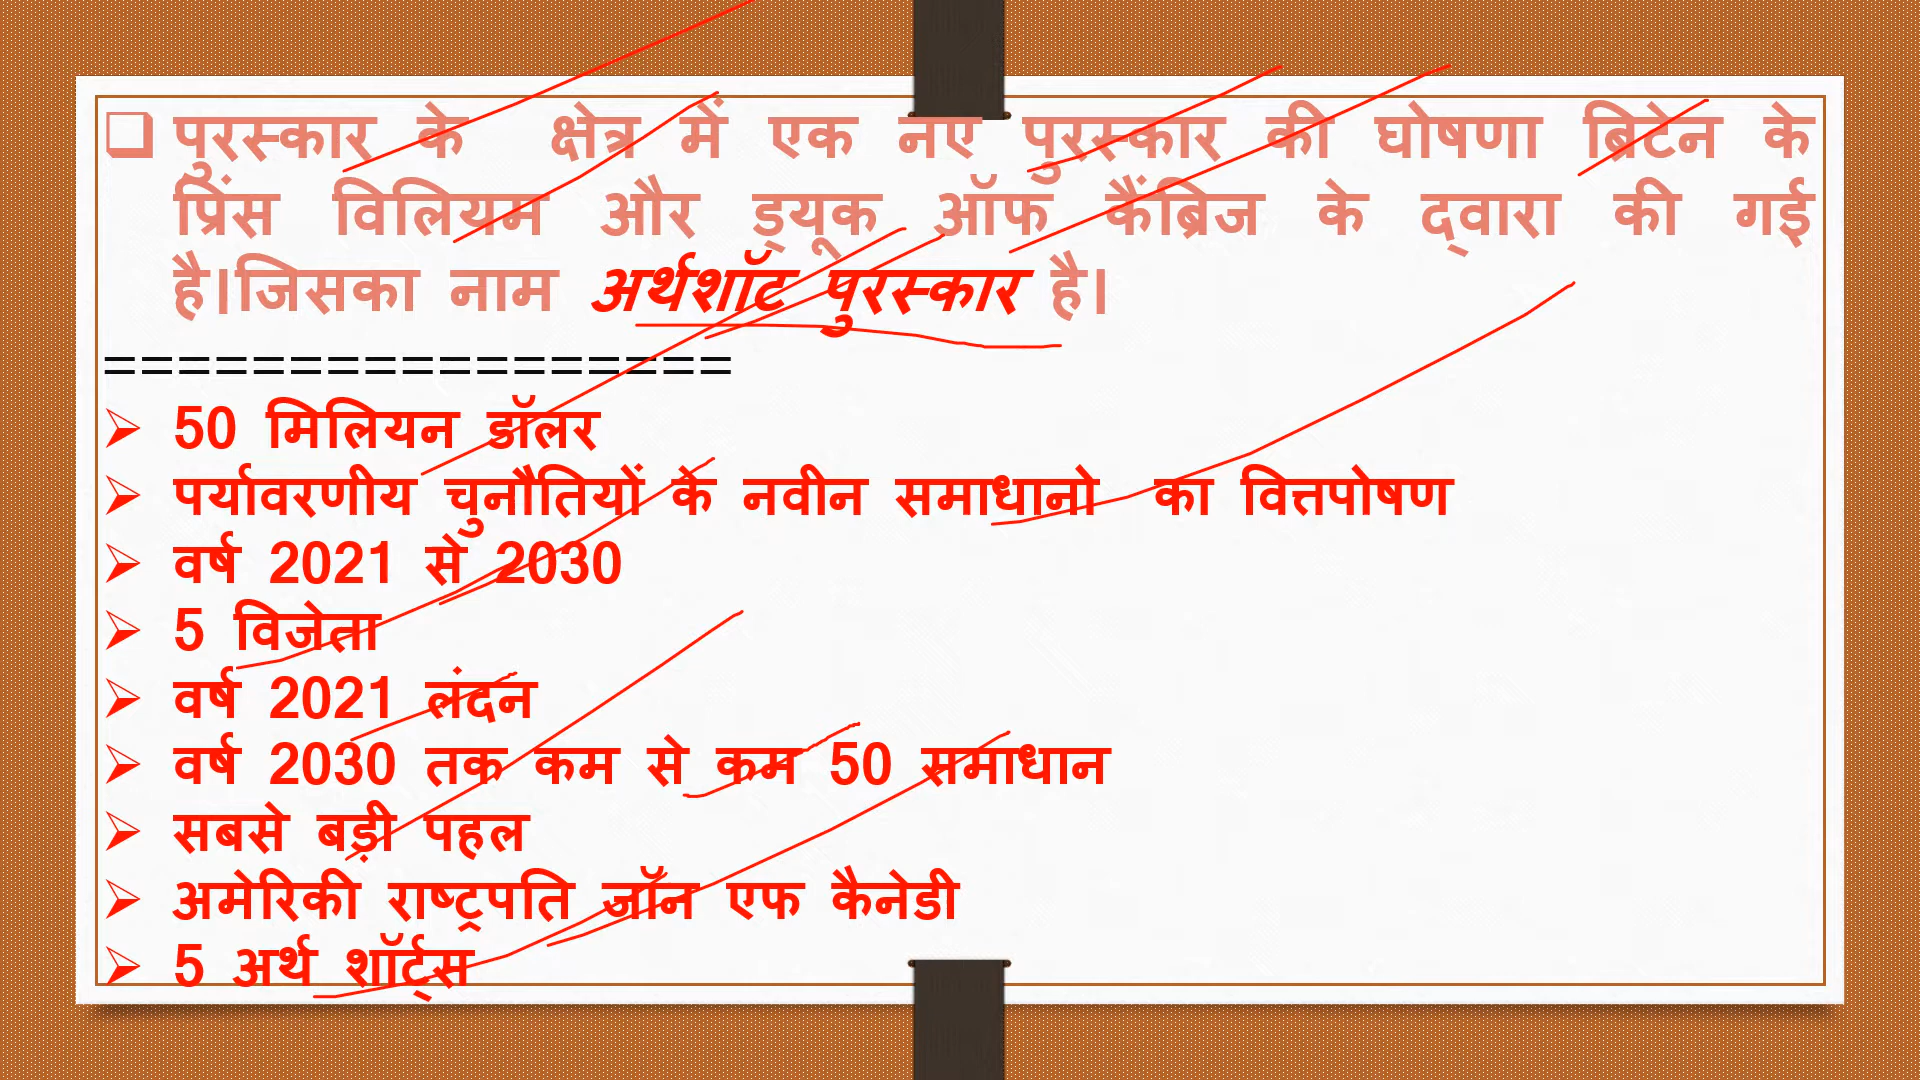 पुरस्कार के क्षेत्र में एक नए पुरस्कार की घोषणा ब्रिटेन के
प्रिंस विलियम और ड्यूक ऑफ कैंब्रिज के द्वारा की गई
है।जिसका नाम अर्थशॉट पुरस्कार है।
=================
50 मिलियन डॉलर
पर्यावरणीय चुनौतियों के नवीन समाधानो का वित्तपोषण
वर्ष 2021 से 2030
5 विजेता
वर्ष 2021 लंदन
वर्ष 2030 तक कम से कम 50 समाधान
सबसे बड़ी पहल
अमेरिकी राष्ट्रपति जॉन एफ कैनेडी
5 अर्थ शॉर्ट्स